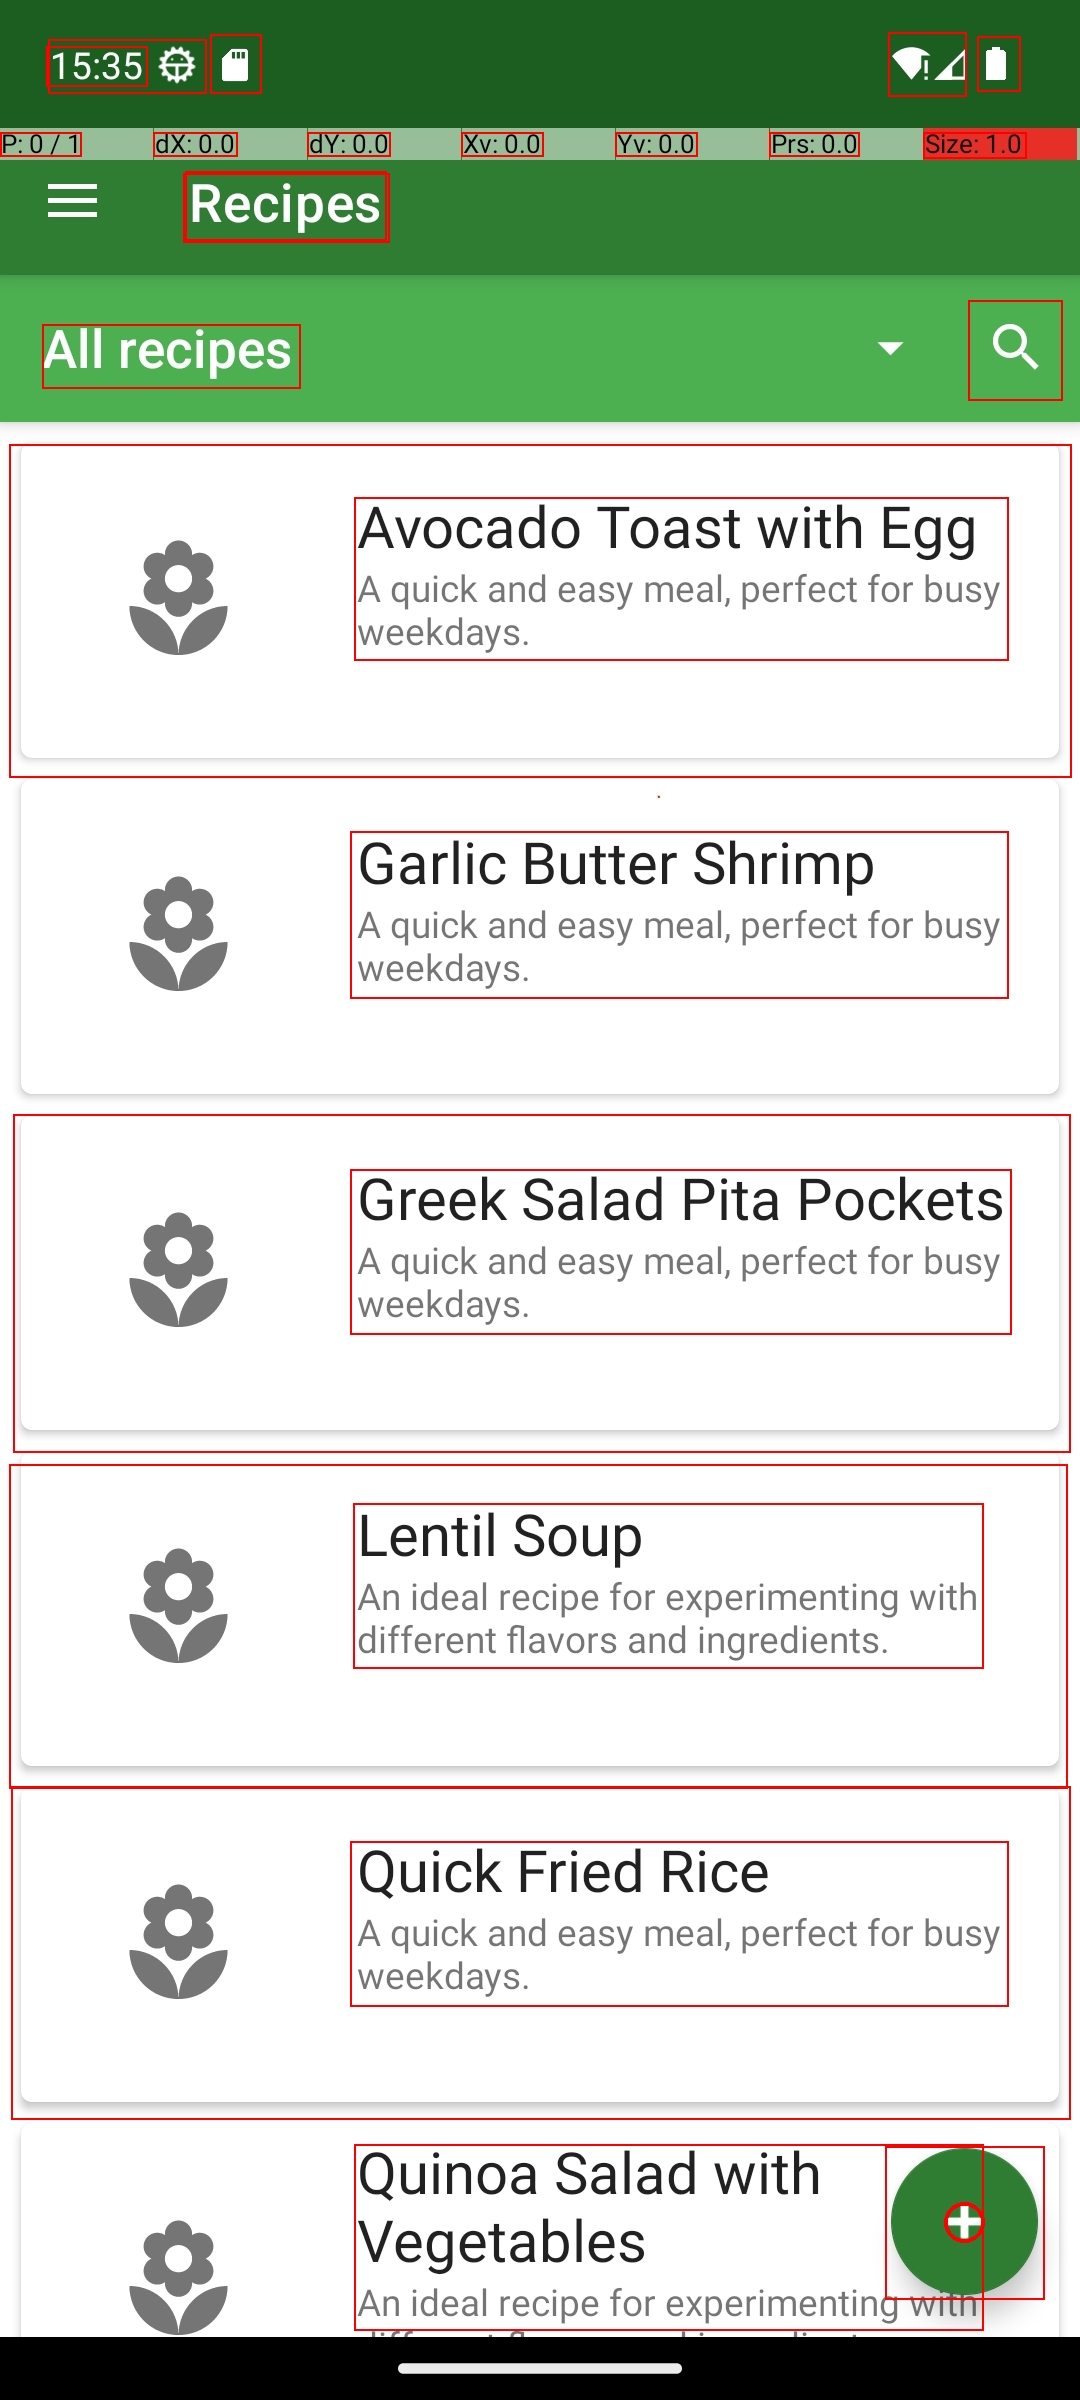 15:35
P: 0 / 1 dX: 0.0 dY: 0.0 Xv: 0.0 Yv: 0.0 Prs: 0.0 Size: 1.0
Recipes
All recipes
Avocado Toast with Egg
A quick and easy meal, perfect for busy
weekdays.
Garlic Butter Shrimp
A quick and easy meal, perfect for busy
weekdays.
Greek Salad Pita Pockets
A quick and easy meal, perfect for busy
weekdays.
Lentil Soup
An ideal recipe for experimenting with
different flavors and ingredients.
Quick Fried Rice
A quick and easy meal, perfect for busy
weekdays.
Quinoa Salad with
Vegetables
An ideal recipe for experimenting with